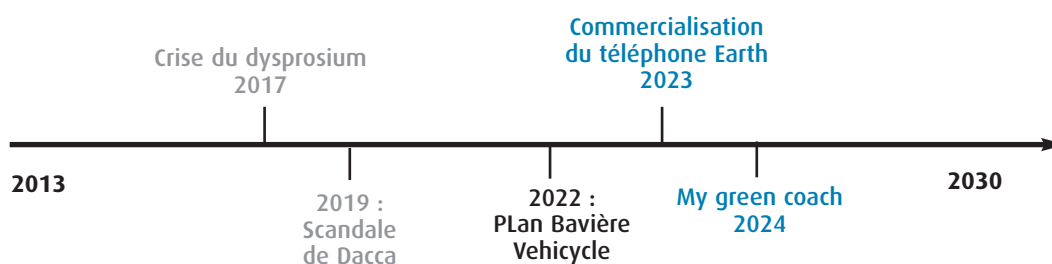 Commercialisation
du téléphone Earth
2023
Crise du dysprosium
2017
2013
2030
2019 :
Scandale
de Dacca
2022 :
PLan Bavière
Vehicycle
My green coach
2024